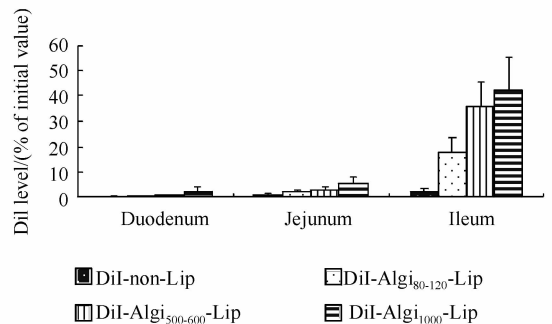 DiI level/(% of initial value)
60
50
40
30
20
10
0
Duodenum Jejunum Ileum
DiI-non-Lip DiI-Algi80-120-Lip
DiI-Algi500-600-Lip DiI-Algi1000-Lip